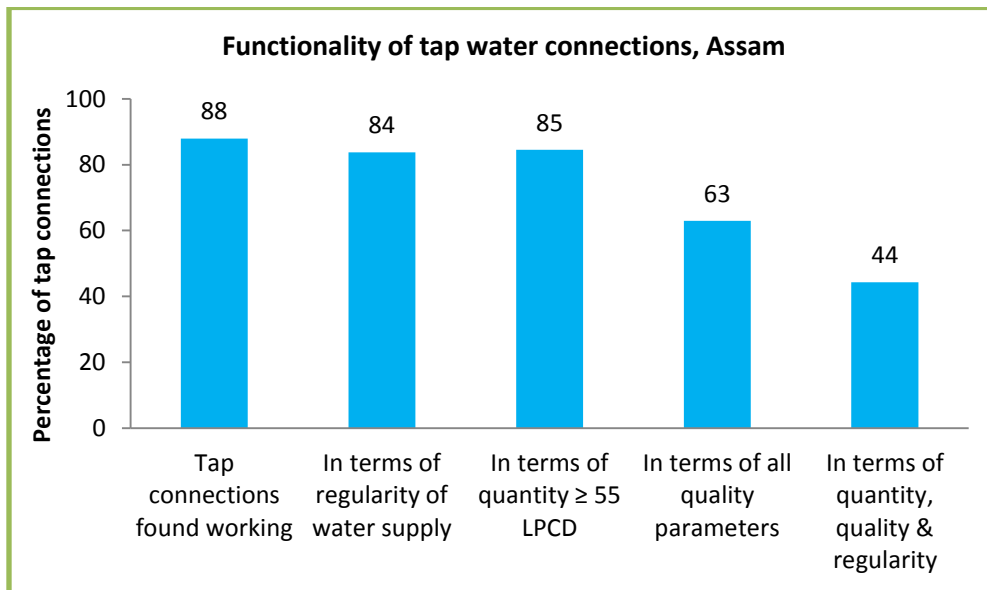 Functionality of tap water connections, Assam
Percentage of tap connections
100
80
60
40
20
0
88
84
85
63
44
Tap
connections
found working
In terms of
regularity of
water supply
In terms of
quantity ≥ 55
LPCD
In terms of all
quality
parameters
In terms of
quantity,
quality &
regularity